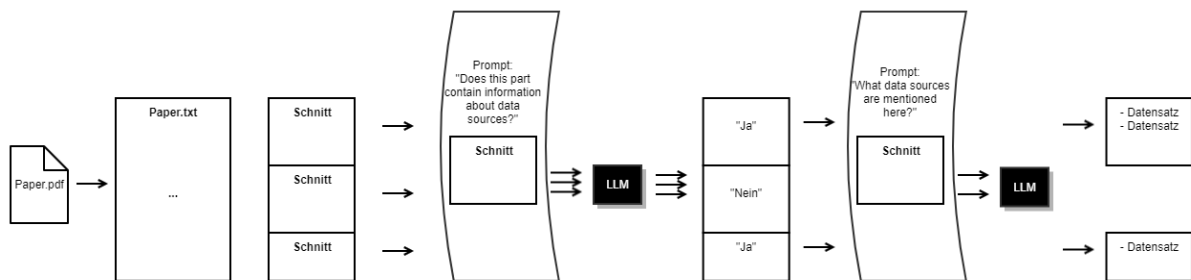 Paper.pdf
Paper.txt
...
Schnitt
Schnitt
Schnitt
Prompt:
"Does this part
contain information
about data
sources?"
Schnitt
LLM
"Ja"
"Nein"
"Ja"
Prompt:
"What data sources
are mentioned
here?"
Schnitt
LLM
- Datensatz
- Datensatz
- Datensatz